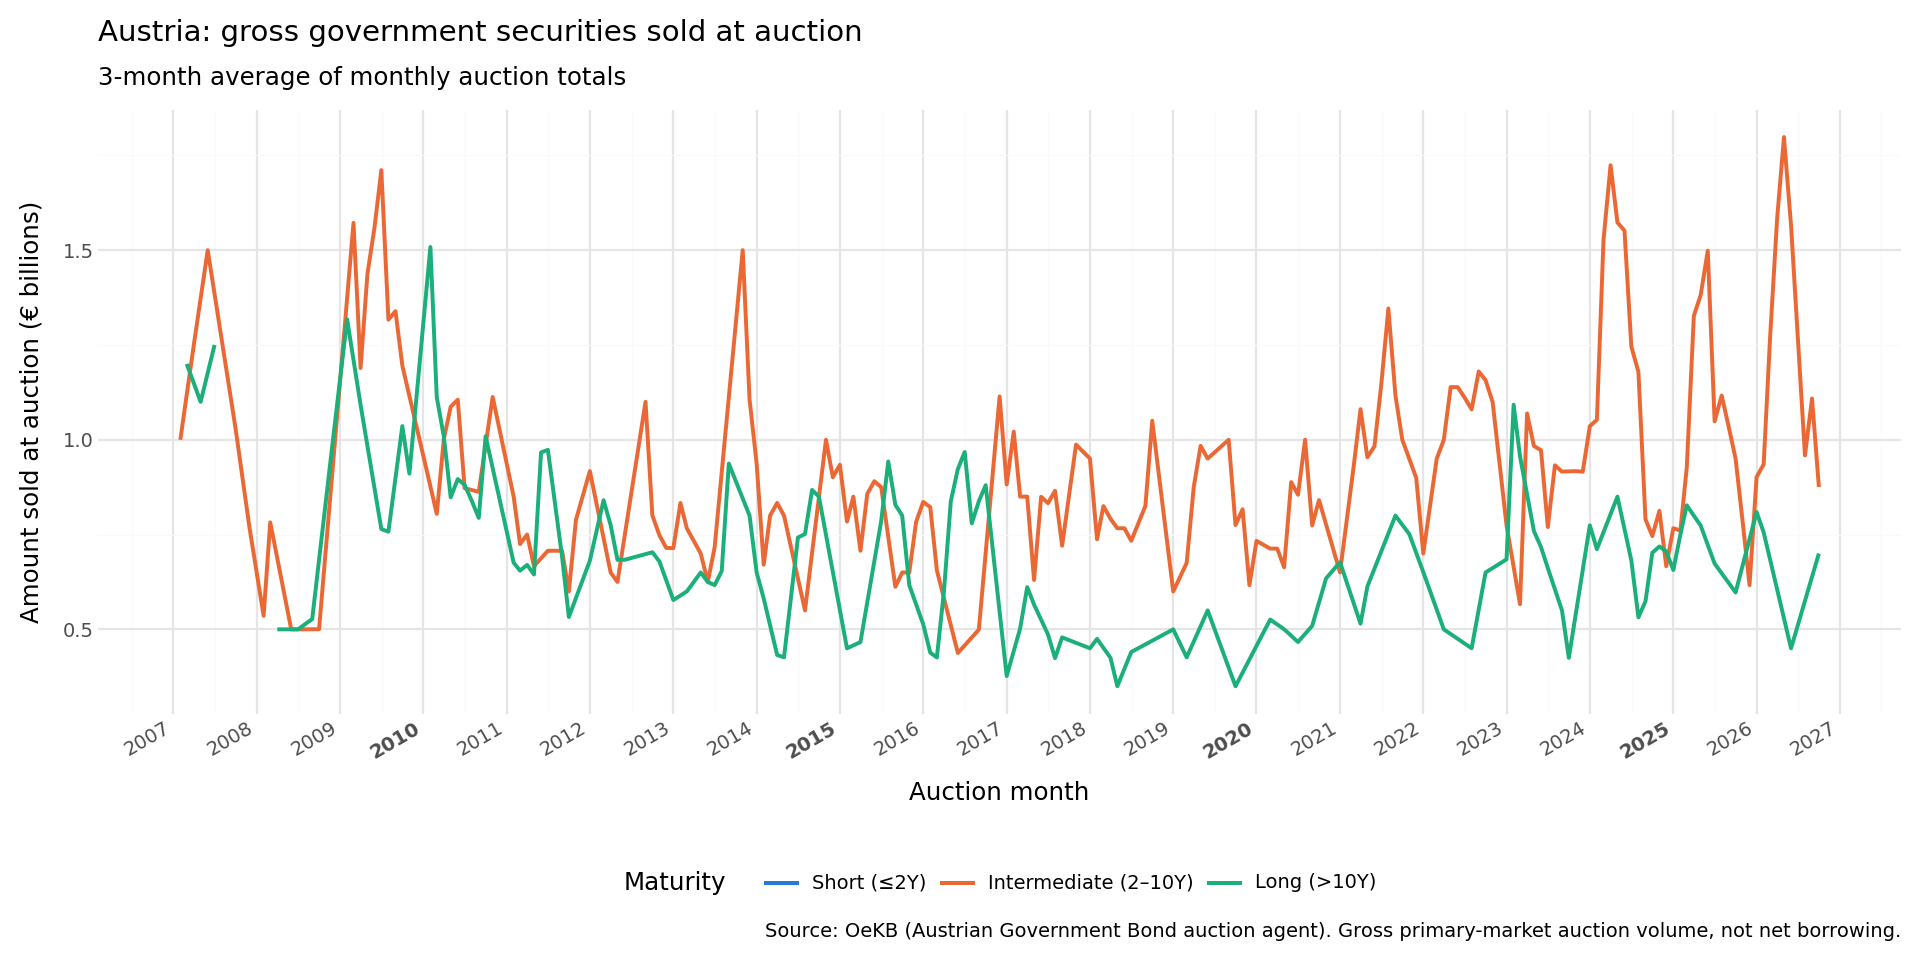 Austria: gross government securities sold at auction
3-month average of monthly auction totals
Amount sold at auction (€ billions)
1.5
1.0
0.5
2007
2008
2009
2010
2011
2012
2013
2014
2015
2016
2017
2018
2019
2020
2021
2022
2023
2024
2025
2026
2027
Auction month
Maturity
Short (≤2Y)
Intermediate (2–10Y)
Long (>10Y)
Source: OeKB (Austrian Government Bond auction agent). Gross primary-market auction volume, not net borrowing.